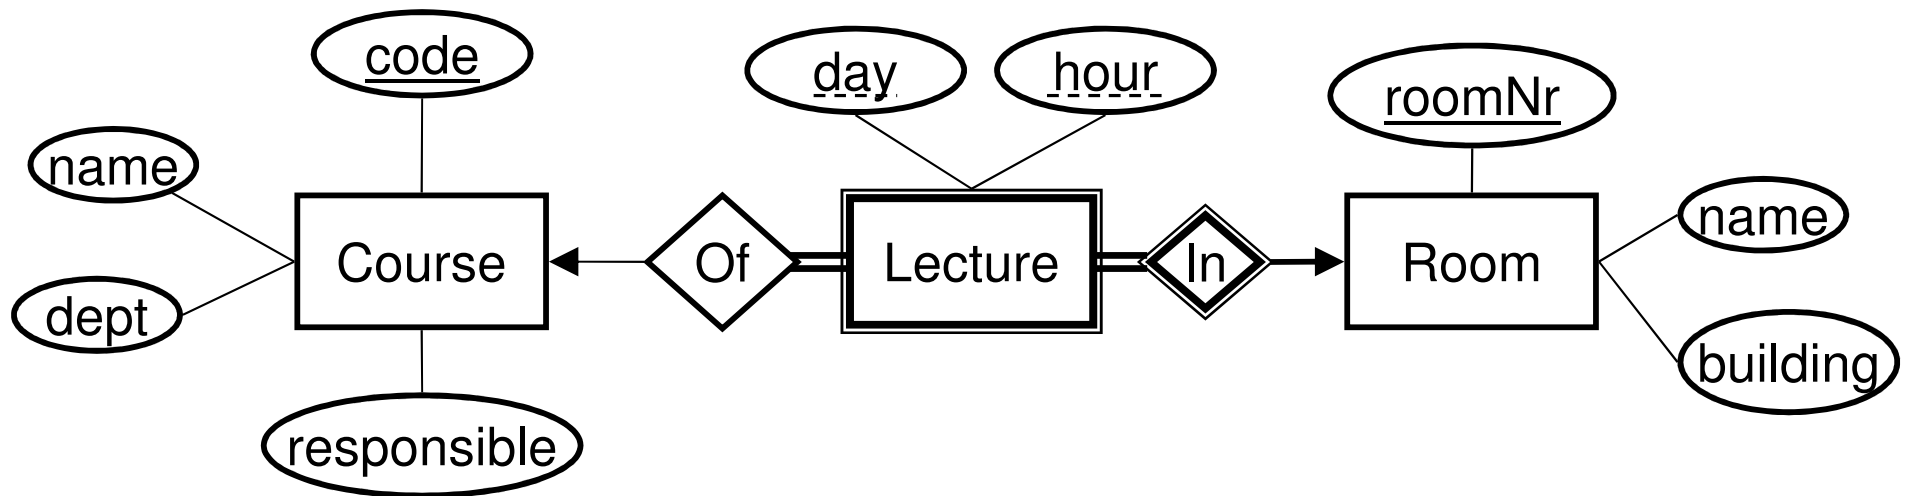 code
day
hour
roomNr
name
name
Course
Of
Lecture
In
Room
dept
building
responsible